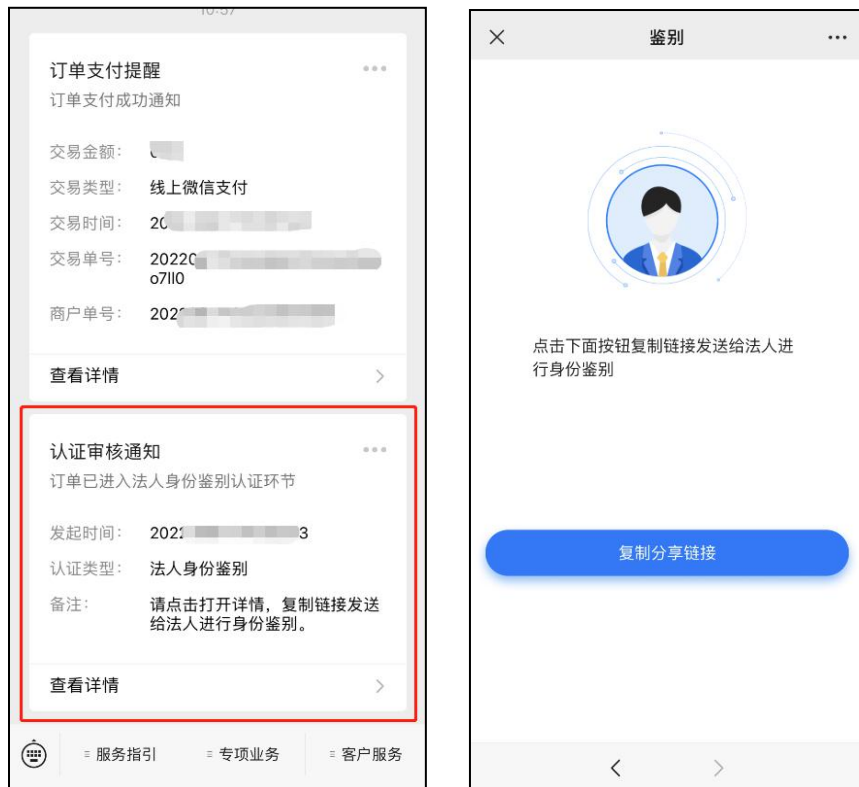 10:57
订单支付提醒
订单支付成功通知
交易金额：
交易类型： 线上微信支付
交易时间： 20
交易单号： 20220
o7ll0
商户单号： 202
查看详情
认证审核通知
订单已进入法人身份鉴别认证环节
发起时间： 202 3
认证类型： 法人身份鉴别
备注： 请点击打开详情，复制链接发送
给法人进行身份鉴别。
查看详情
服务指引 专项业务 客户服务
鉴别
点击下面按钮复制链接发送给法人进
行身份鉴别
复制分享链接